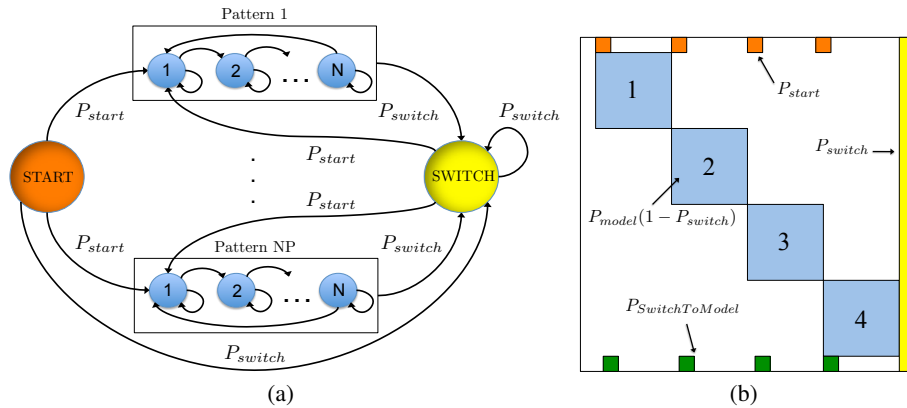 Pattern 1
1 2 ... N
P_start
P_switch
P_switch
P_start
START
SWITCH
.
.
.
P_start
P_start
P_switch
Pattern NP
1 2 ... N
P_switch
(a)
P_start
1
P_switch
2
P_model(1 − P_switch)
3
P_SwitchToModel
4
(b)